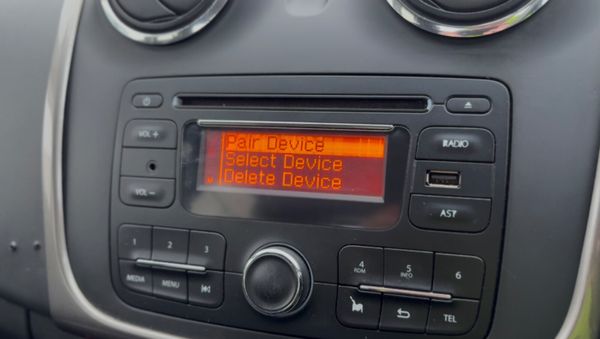 Pair Device
Select Device
Delete Device
VOL +
VOL -
RADIO
AST
1 2 3
MEDIA MENU
4 RDM 5 INFO 6
TEL